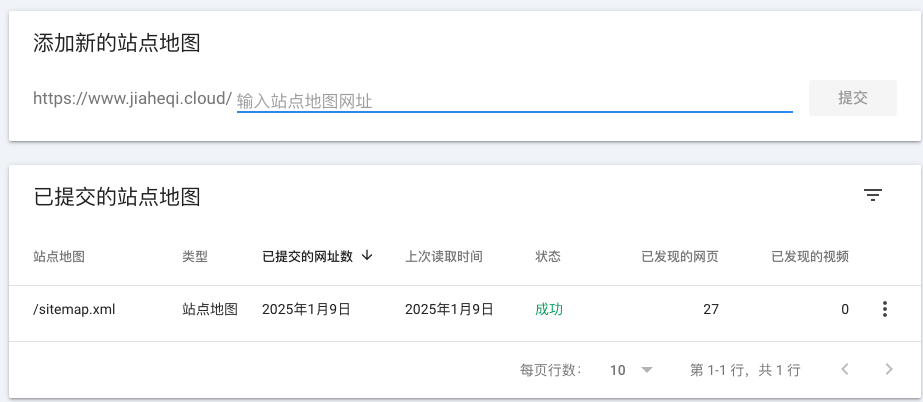 添加新的站点地图
https://www.jiaheqi.cloud/ 输入站点地图网址 提交
已提交的站点地图
站点地图 类型 已提交的网址数 上次读取时间 状态 已发现的网页 已发现的视频
/sitemap.xml 站点地图 2025年1月9日 2025年1月9日 成功 27 0
每页行数： 10 第 1-1 行，共 1 行